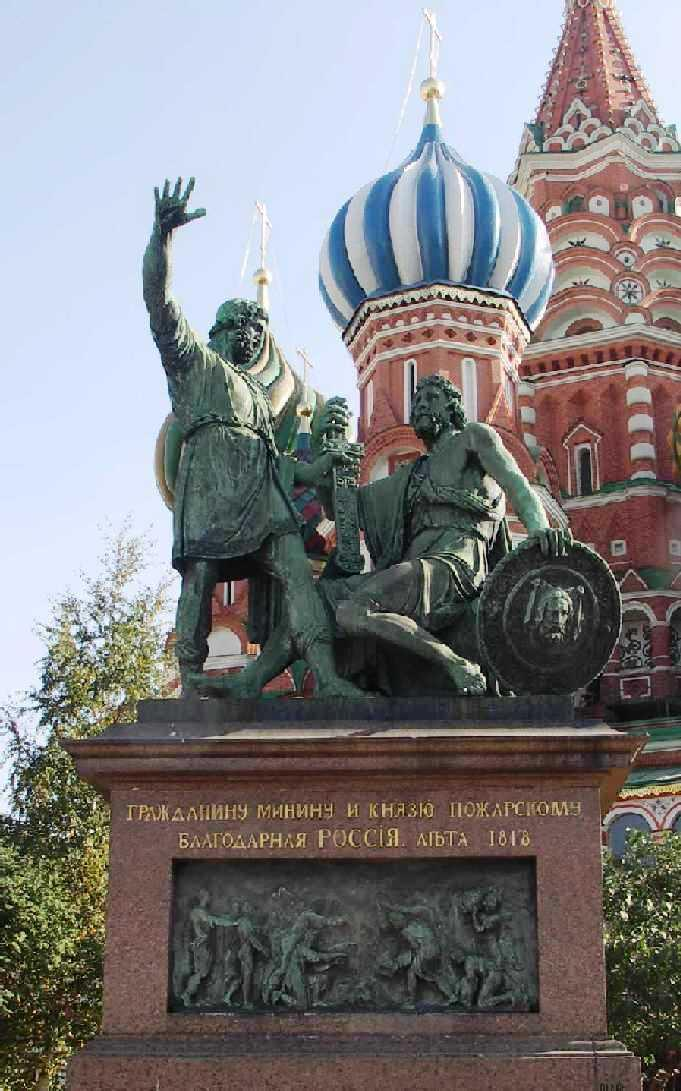 ГРАЖДАНИНУ МИНИНУ И КНЯЗЮ ПОЖАРСКОМУ
БЛАГОДАРНАЯ РОССІЯ. ЛѢТА 1818